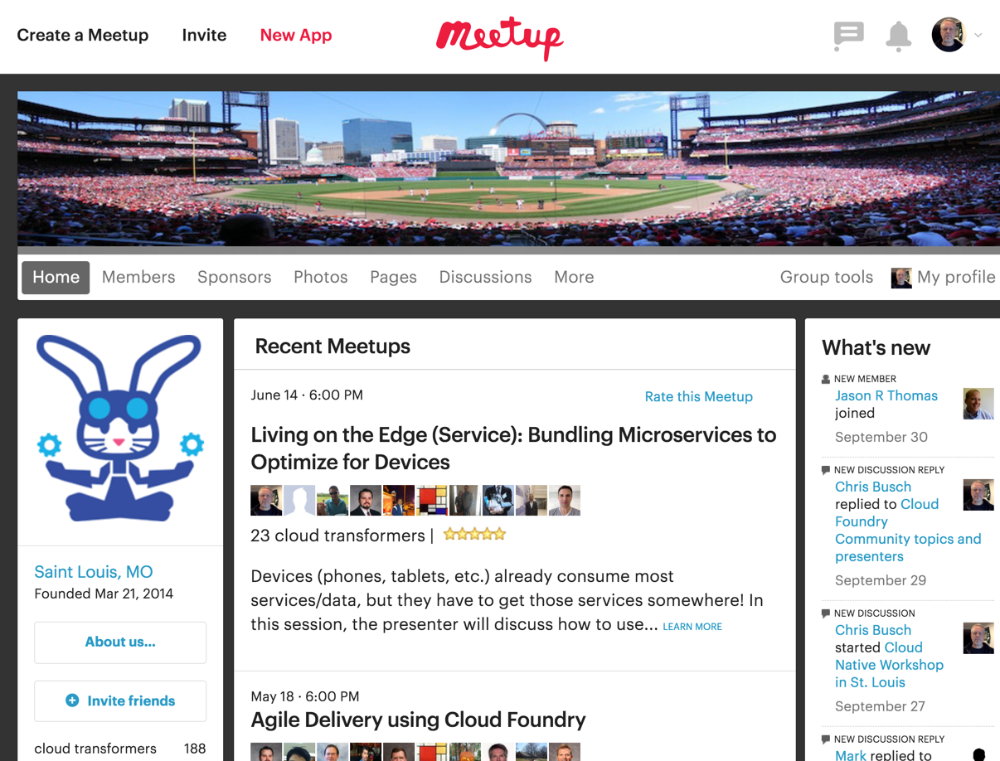 Create a Meetup
Invite
New App
Meetup
Home
Members
Sponsors
Photos
Pages
Discussions
More
Group tools
My profile
Saint Louis, MO
Founded Mar 21, 2014
About us...
Invite friends
cloud transformers 188
Recent Meetups
June 14 · 6:00 PM
Rate this Meetup
Living on the Edge (Service): Bundling Microservices to
Optimize for Devices
23 cloud transformers |
Devices (phones, tablets, etc.) already consume most
services/data, but they have to get those services somewhere! In
this session, the presenter will discuss how to use... LEARN MORE
May 18 · 6:00 PM
Agile Delivery using Cloud Foundry
What's new
NEW MEMBER
Jason R Thomas
joined
September 30
NEW DISCUSSION REPLY
Chris Busch
replied to Cloud
Foundry
Community topics and
presenters
September 29
NEW DISCUSSION
Chris Busch
started Cloud
Native Workshop
in St. Louis
September 27
NEW DISCUSSION REPLY
Mark replied to